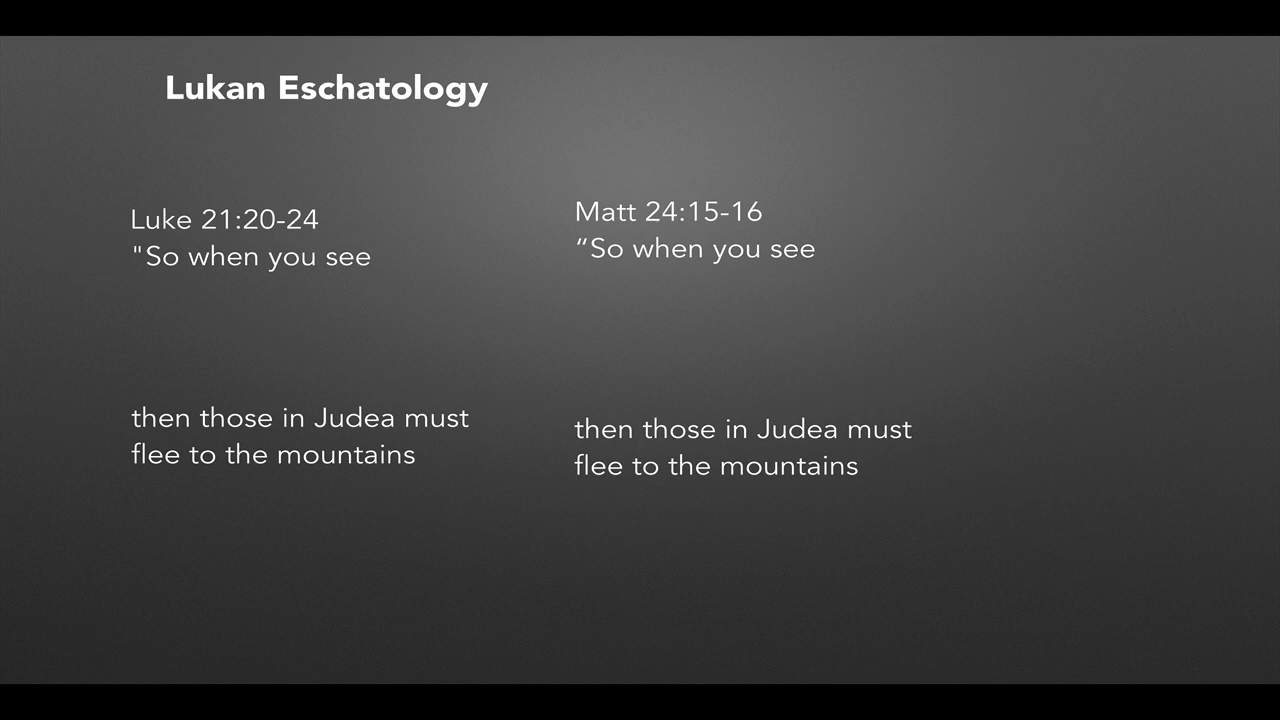 Lukan Eschatology
Luke 21:20-24
"So when you see
then those in Judea must
flee to the mountains
Matt 24:15-16
“So when you see
then those in Judea must
flee to the mountains